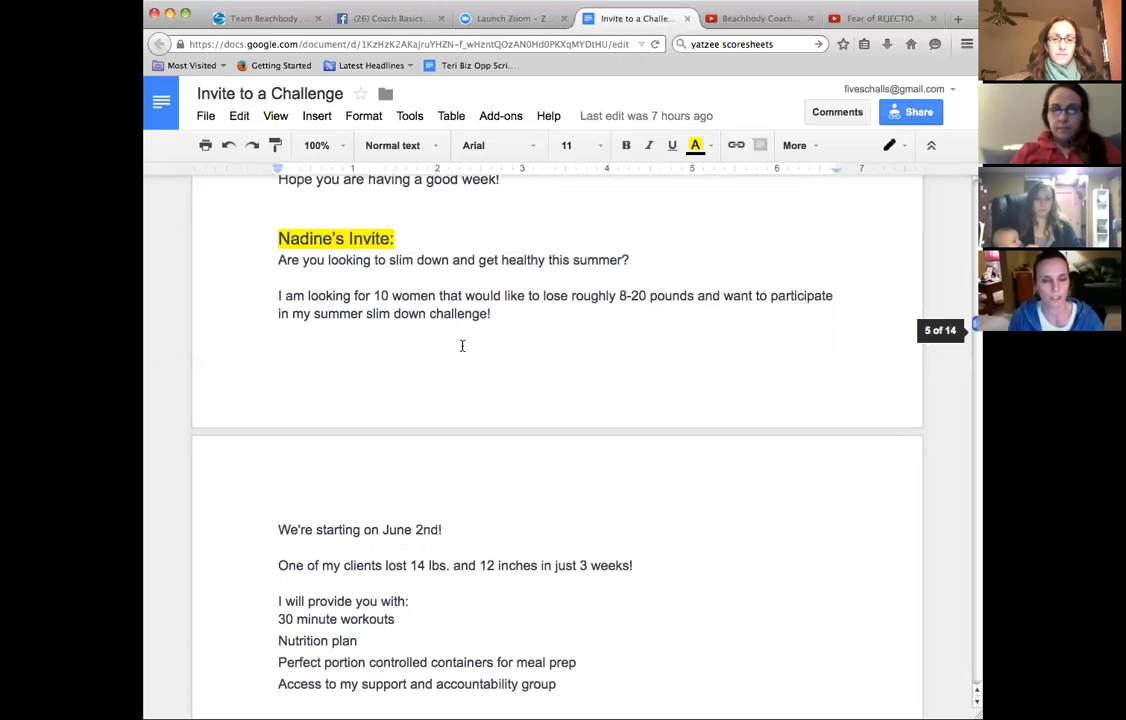 Team Beachbody
(26) Coach Basics...
Launch Zoom - Z...
Invite to a Challe...
Beachbody Coach...
Fear of REJECTIO...
https://docs.google.com/document/d/1KzHzK2AKajruYHZN-f_wHzntQOzAN0Hd0PKXqMYDtHU/edit
yatzee scoresheets
Most Visited
Getting Started
Latest Headlines
Teri Biz Opp Scri...
Invite to a Challenge
fiveschalls@gmail.com
File Edit View Insert Format Tools Table Add-ons Help Last edit was 7 hours ago
Comments
Share
100% Normal text Arial 11 B I U A More
1 2 3 4 5 6 7
Hope you are having a good week!
Nadine's Invite:
Are you looking to slim down and get healthy this summer?
I am looking for 10 women that would like to lose roughly 8-20 pounds and want to participate
in my summer slim down challenge!
5 of 14
We're starting on June 2nd!
One of my clients lost 14 lbs. and 12 inches in just 3 weeks!
I will provide you with:
30 minute workouts
Nutrition plan
Perfect portion controlled containers for meal prep
Access to my support and accountability group